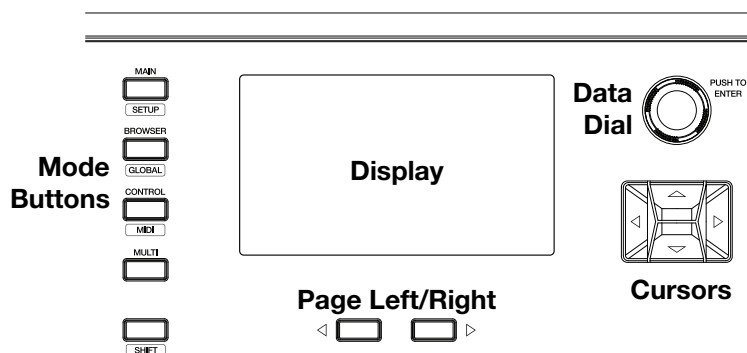 MAIN
SETUP
BROWSER
GLOBAL
CONTROL
MIDI
MULTI
SHIFT
Mode
Buttons
Display
Page Left/Right
Data
Dial
PUSH TO
ENTER
Cursors